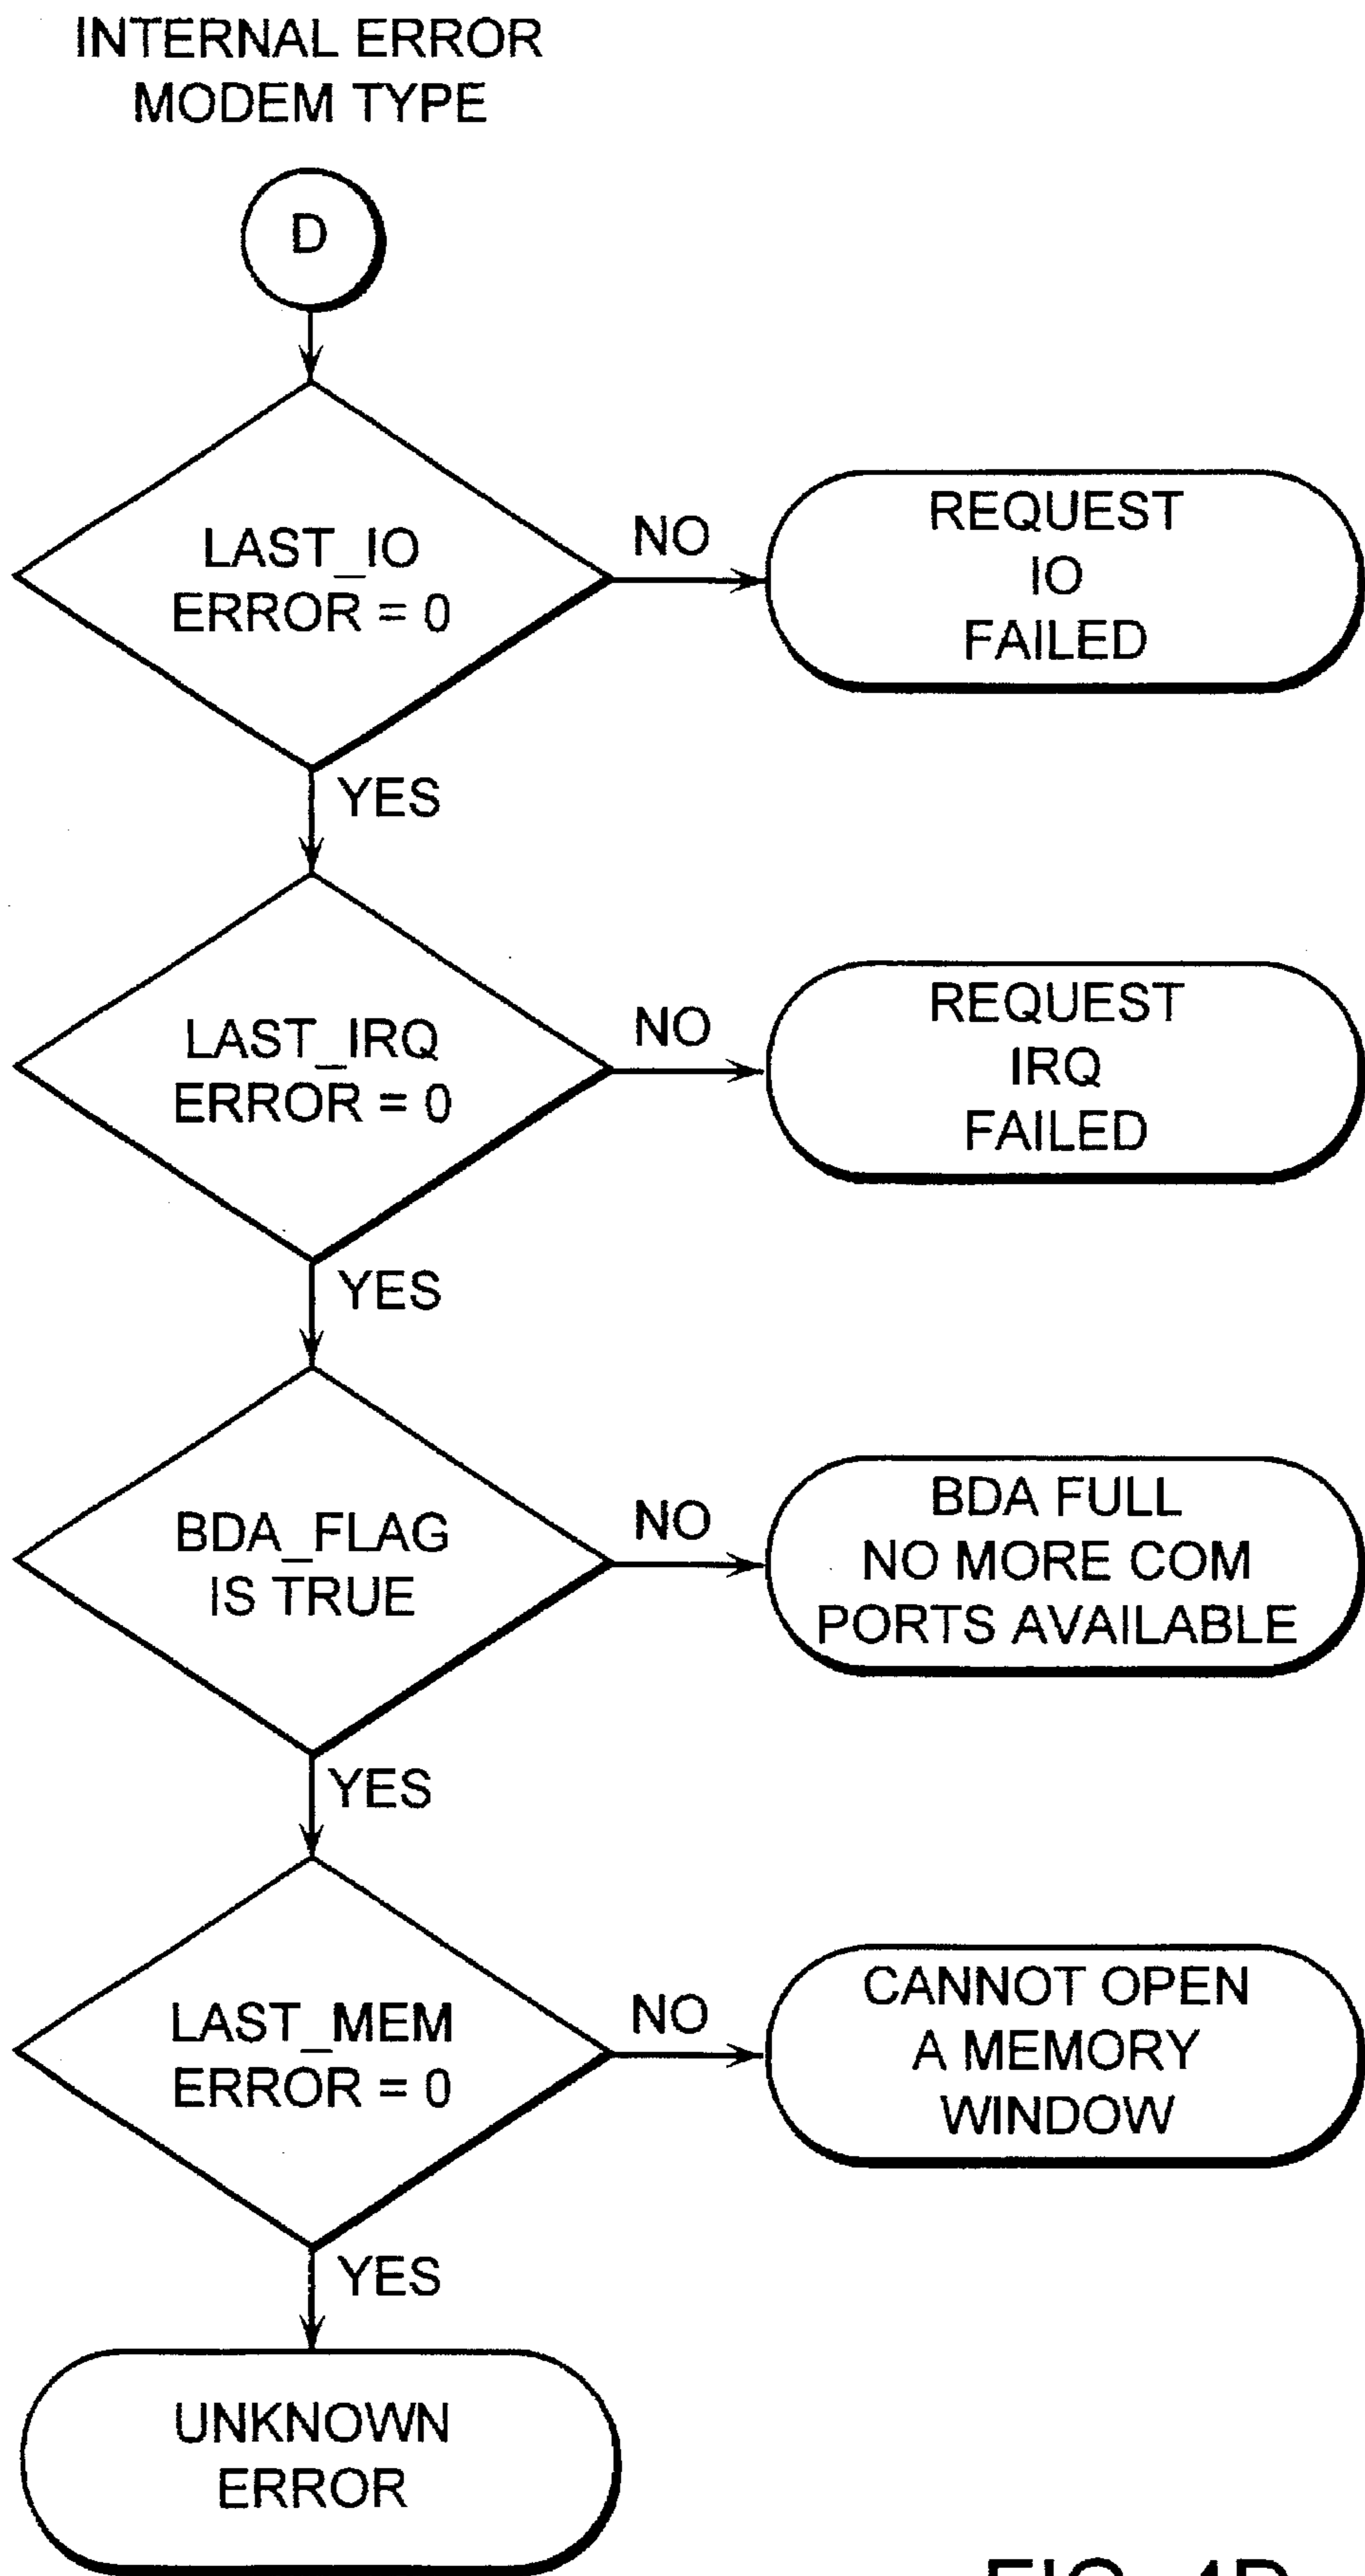 INTERNAL ERROR
MODEM TYPE
D
LAST_IO
ERROR = 0
NO
REQUEST
IO
FAILED
YES
LAST_IRQ
ERROR = 0
NO
REQUEST
IRQ
FAILED
YES
BDA_FLAG
IS TRUE
NO
BDA FULL
NO MORE COM
PORTS AVAILABLE
YES
LAST_MEM
ERROR = 0
NO
CANNOT OPEN
A MEMORY
WINDOW
YES
UNKNOWN
ERROR
FIG. 4D